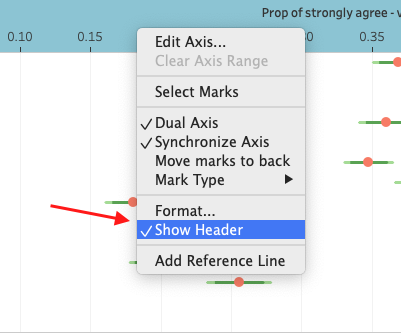 Prop of strongly agree - v
0.10 0.15 0.35
Edit Axis...
Clear Axis Range
Select Marks
✓ Dual Axis
✓ Synchronize Axis
Move marks to back
Mark Type ▶
Format...
✓ Show Header
Add Reference Line